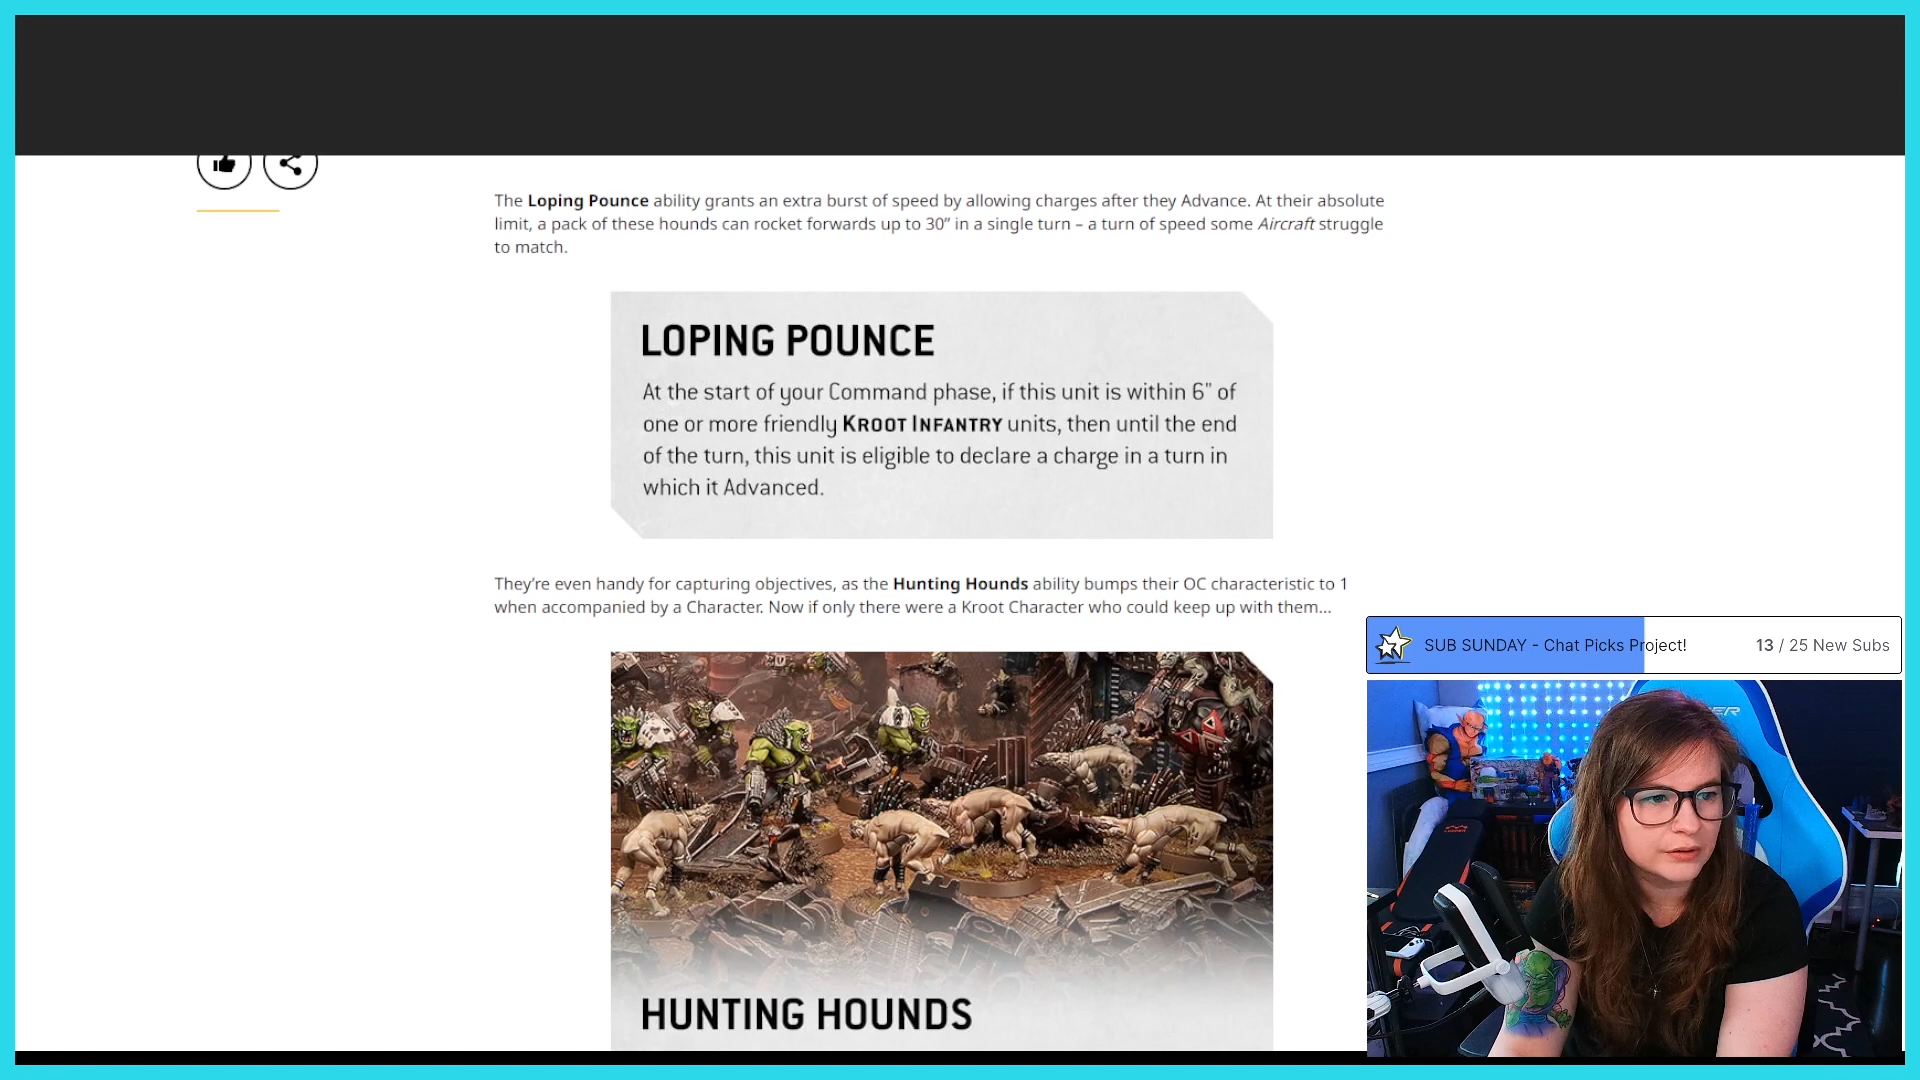 The Loping Pounce ability grants an extra burst of speed by allowing charges after they Advance. At their absolute
limit, a pack of these hounds can rocket forwards up to 30” in a single turn – a turn of speed some Aircraft struggle
to match.
LOPING POUNCE
At the start of your Command phase, if this unit is within 6" of
one or more friendly KROOT INFANTRY units, then until the end
of the turn, this unit is eligible to declare a charge in a turn in
which it Advanced.
They’re even handy for capturing objectives, as the Hunting Hounds ability bumps their OC characteristic to 1
when accompanied by a Character. Now if only there were a Kroot Character who could keep up with them...
SUB SUNDAY - Chat Picks Project!
13 / 25 New Subs
HUNTING HOUNDS